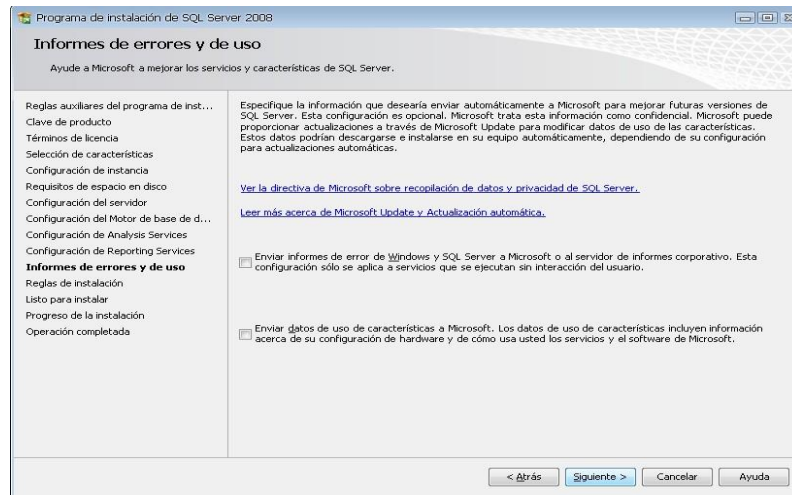 Programa de instalación de SQL Server 2008
Informes de errores y de uso
Ayude a Microsoft a mejorar los servicios y características de SQL Server.
Reglas auxiliares del programa de inst...
Clave de producto
Términos de licencia
Selección de características
Configuración de instancia
Requisitos de espacio en disco
Configuración del servidor
Configuración del Motor de base de d...
Configuración de Analysis Services
Configuración de Reporting Services
Informes de errores y de uso
Reglas de instalación
Listo para instalar
Progreso de la instalación
Operación completada
Especifique la información que desearía enviar automáticamente a Microsoft para mejorar futuras versiones de
SQL Server. Esta configuración es opcional. Microsoft trata esta información como confidencial. Microsoft puede
proporcionar actualizaciones a través de Microsoft Update para modificar datos de uso de las características.
Estos datos podrían descargarse e instalarse en su equipo automáticamente, dependiendo de su configuración
para actualizaciones automáticas.
Ver la directiva de Microsoft sobre recopilación de datos y privacidad de SQL Server.
Leer más acerca de Microsoft Update y Actualización automática.
Enviar informes de error de Windows y SQL Server a Microsoft o al servidor de informes corporativo. Esta
configuración sólo se aplica a servicios que se ejecutan sin interacción del usuario.
Enviar datos de uso de características a Microsoft. Los datos de uso de características incluyen información
acerca de su configuración de hardware y de cómo usa usted los servicios y el software de Microsoft.
< Atrás
Siguiente >
Cancelar
Ayuda